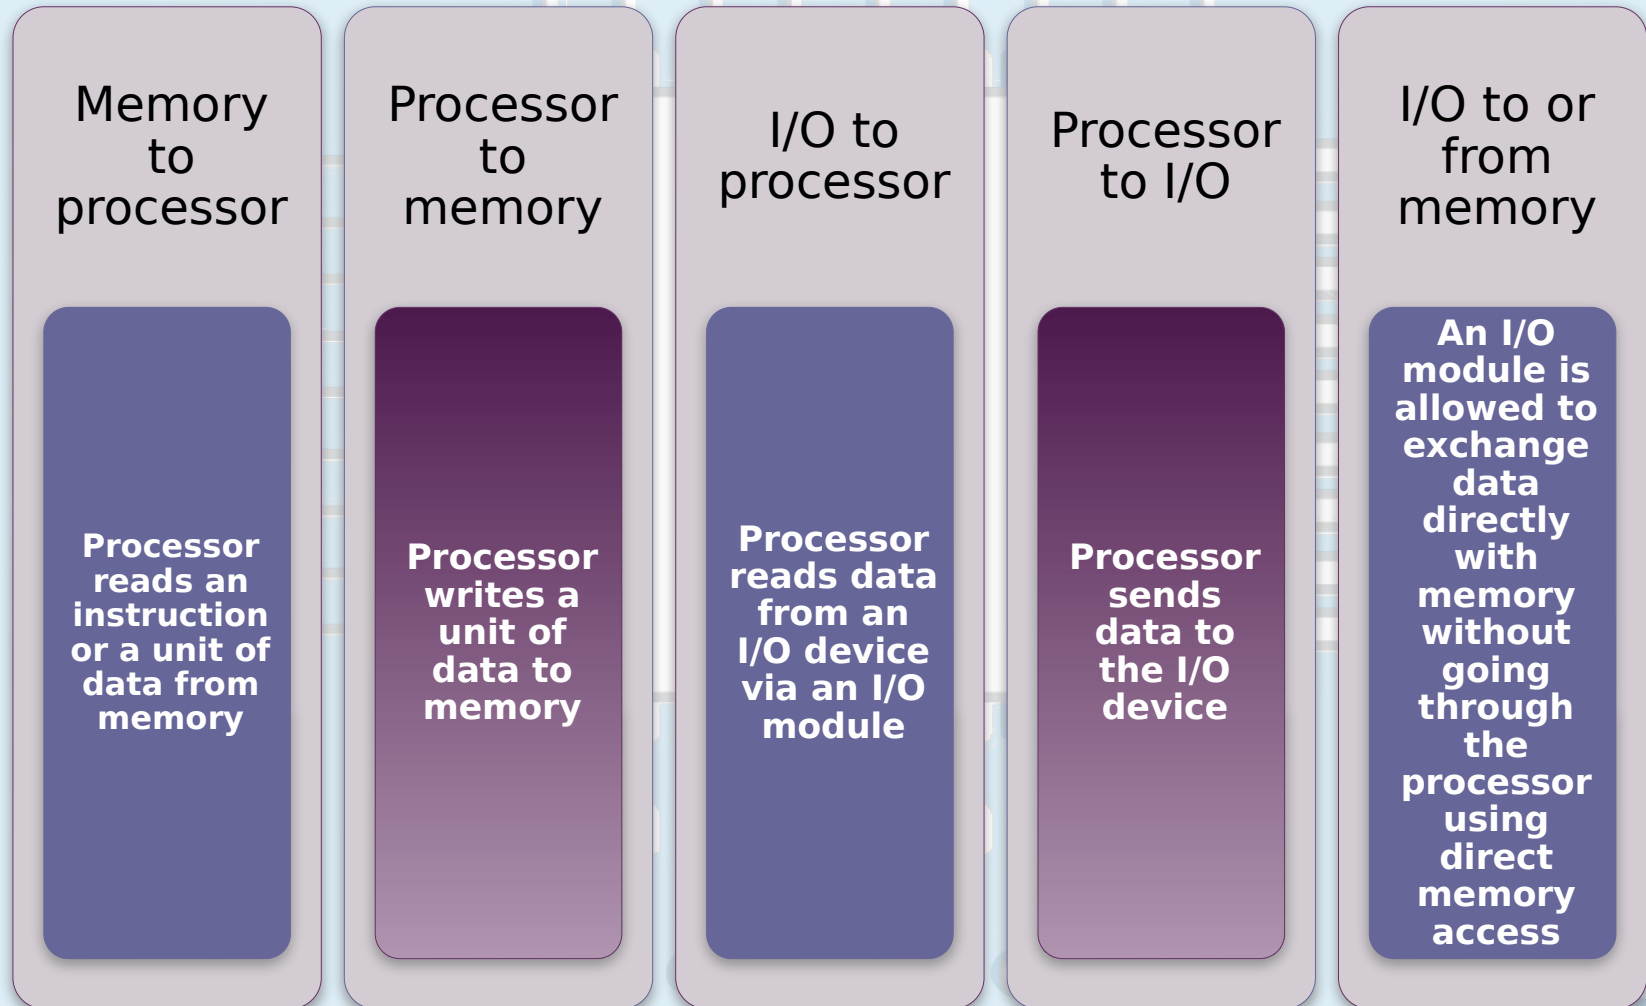 Memory
to
processor
Processor
reads an
instruction
or a unit of
data from
memory
Processor
to
memory
Processor
writes a
unit of
data to
memory
I/O to
processor
Processor
reads data
from an
I/O device
via an I/O
module
Processor
to I/O
Processor
sends
data to
the I/O
device
I/O to or
from
memory
An I/O
module is
allowed to
exchange
data
directly
with
memory
without
going
through
the
processor
using
direct
memory
access